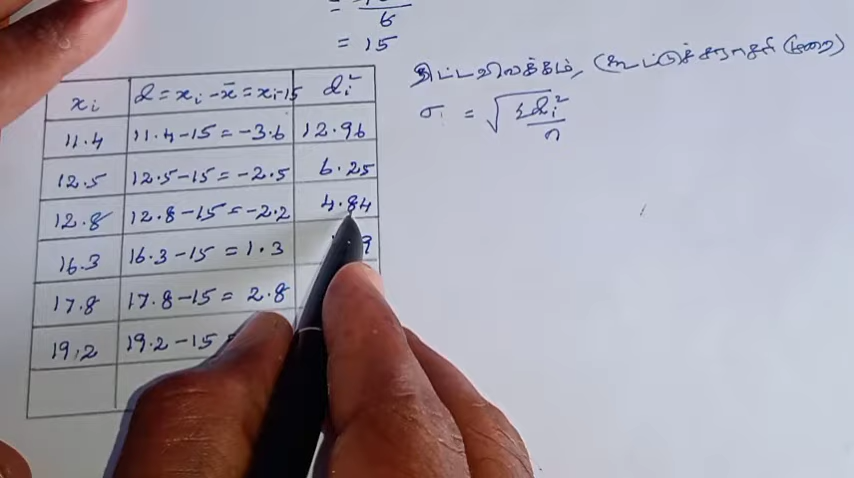 6
= 15
திட்டவிலக்கம், (கூட்டுச்சராசரி முறை)
σ = √Σdi²/n
xi d = xi - x̄ = xi-15 di²
11.4 11.4-15 = -3.6 12.96
12.5 12.5-15 = -2.5 6.25
12.8 12.8-15 = -2.2 4.84
16.3 16.3-15 = 1.3 9
17.8 17.8-15 = 2.8
19.2 19.2-15